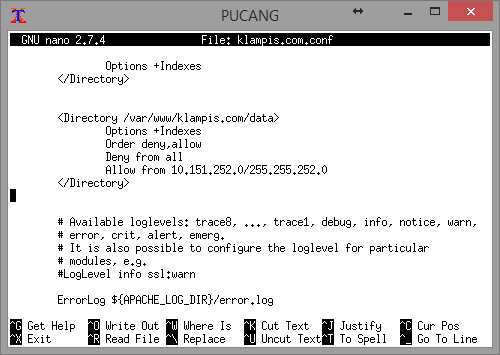 PUCANG
GNU nano 2.7.4 File: klampis.com.conf
Options +Indexes
</Directory>
<Directory /var/www/klampis.com/data>
Options +Indexes
Order deny,allow
Deny from all
Allow from 10.151.252.0/255.255.252.0
</Directory>
# Available loglevels: trace8, ..., trace1, debug, info, notice, warn,
# error, crit, alert, emerg.
# It is also possible to configure the loglevel for particular
# modules, e.g.
#LogLevel info ssl:warn
ErrorLog ${APACHE_LOG_DIR}/error.log
^G Get Help ^O Write Out ^W Where Is ^K Cut Text ^J Justify ^C Cur Pos
^X Exit ^R Read File ^\ Replace ^U Uncut Text ^T To Spell ^_ Go To Line